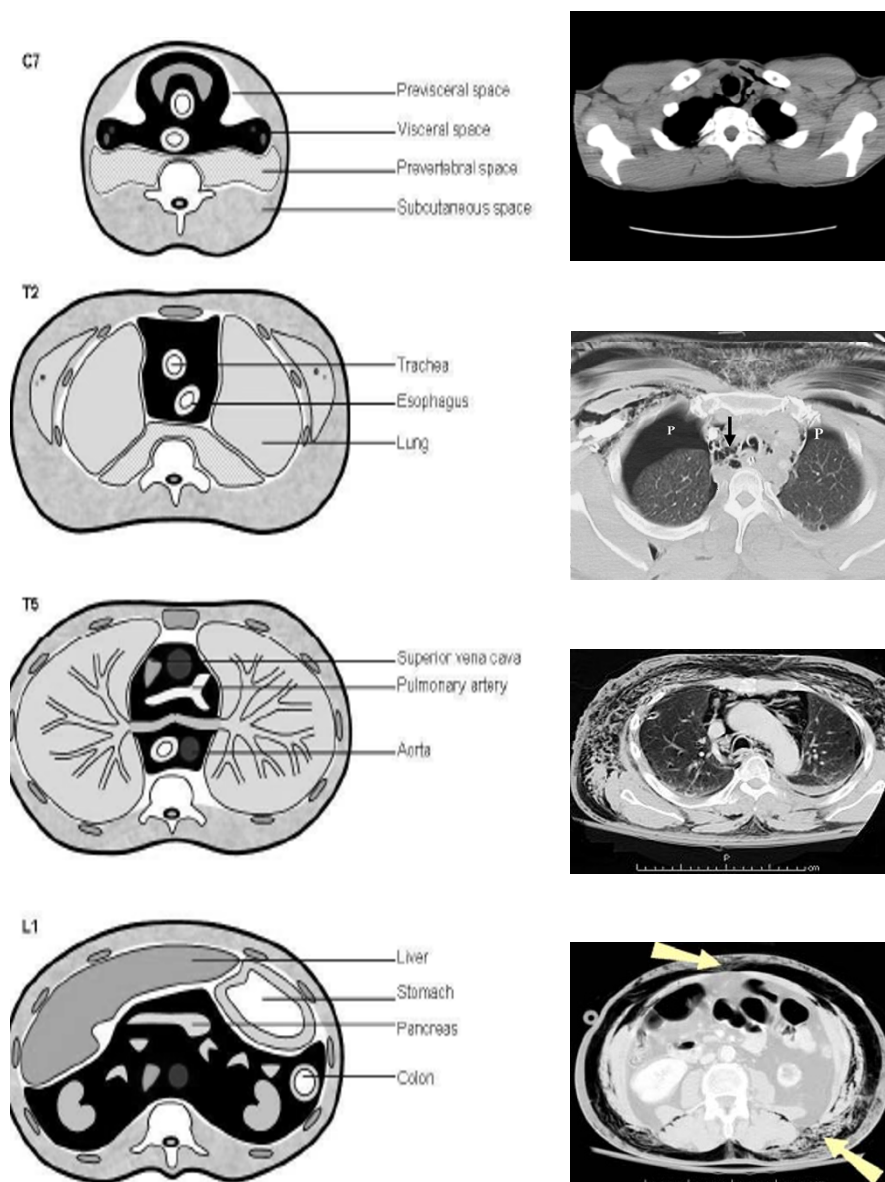 C7
Previsceral space
Visceral space
Prevertebral space
Subcutaneous space
T2
Trachea
Esophagus
Lung
P
P
T5
Superior vena cava
Pulmonary artery
Aorta
P
cm
L1
Liver
Stomach
Pancreas
Colon